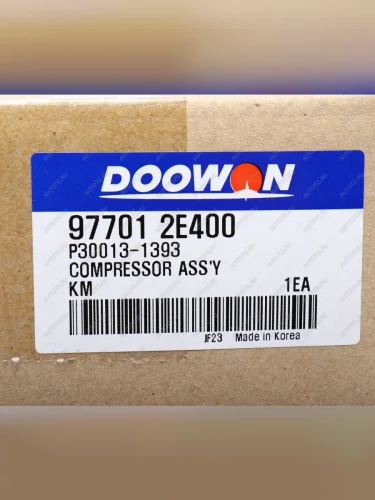 DOOWON
97701 2E400
P30013-1393
COMPRESSOR ASS'Y
KM 1EA
JF23 Made in Korea